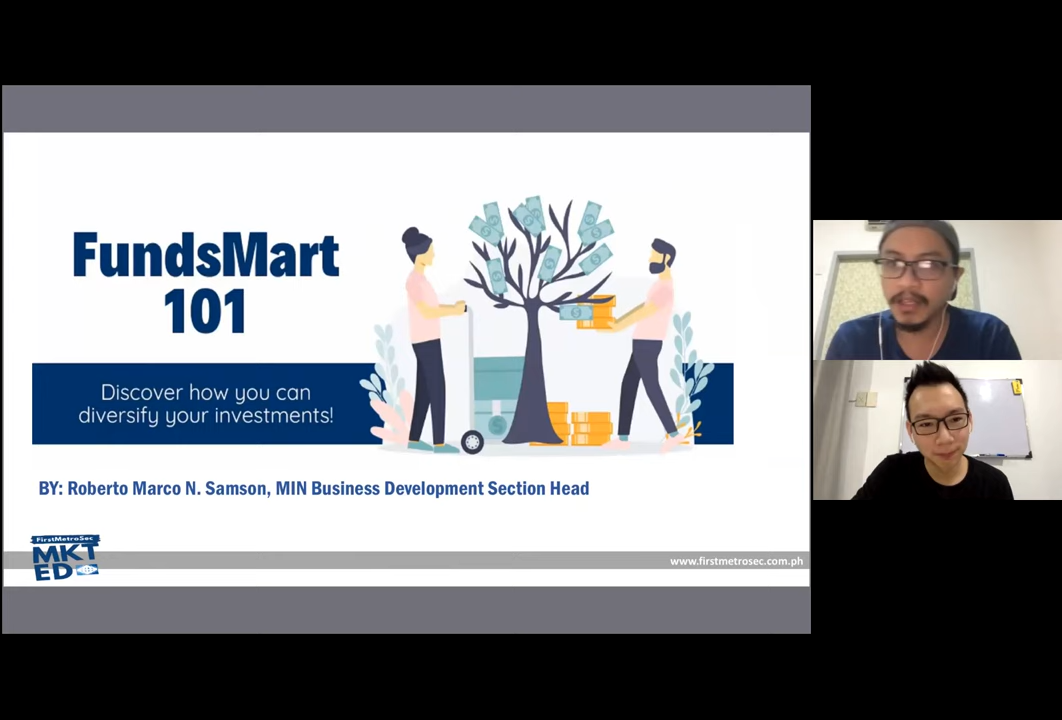 FundsMart
101
Discover how you can
diversify your investments!
BY: Roberto Marco N. Samson, MIN Business Development Section Head
FirstMetroSec
MKT
ED
www.firstmetrosec.com.ph